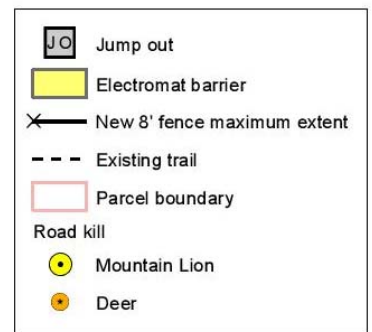 JO Jump out
Electromat barrier
New 8' fence maximum extent
Existing trail
Parcel boundary
Road kill
Mountain Lion
Deer